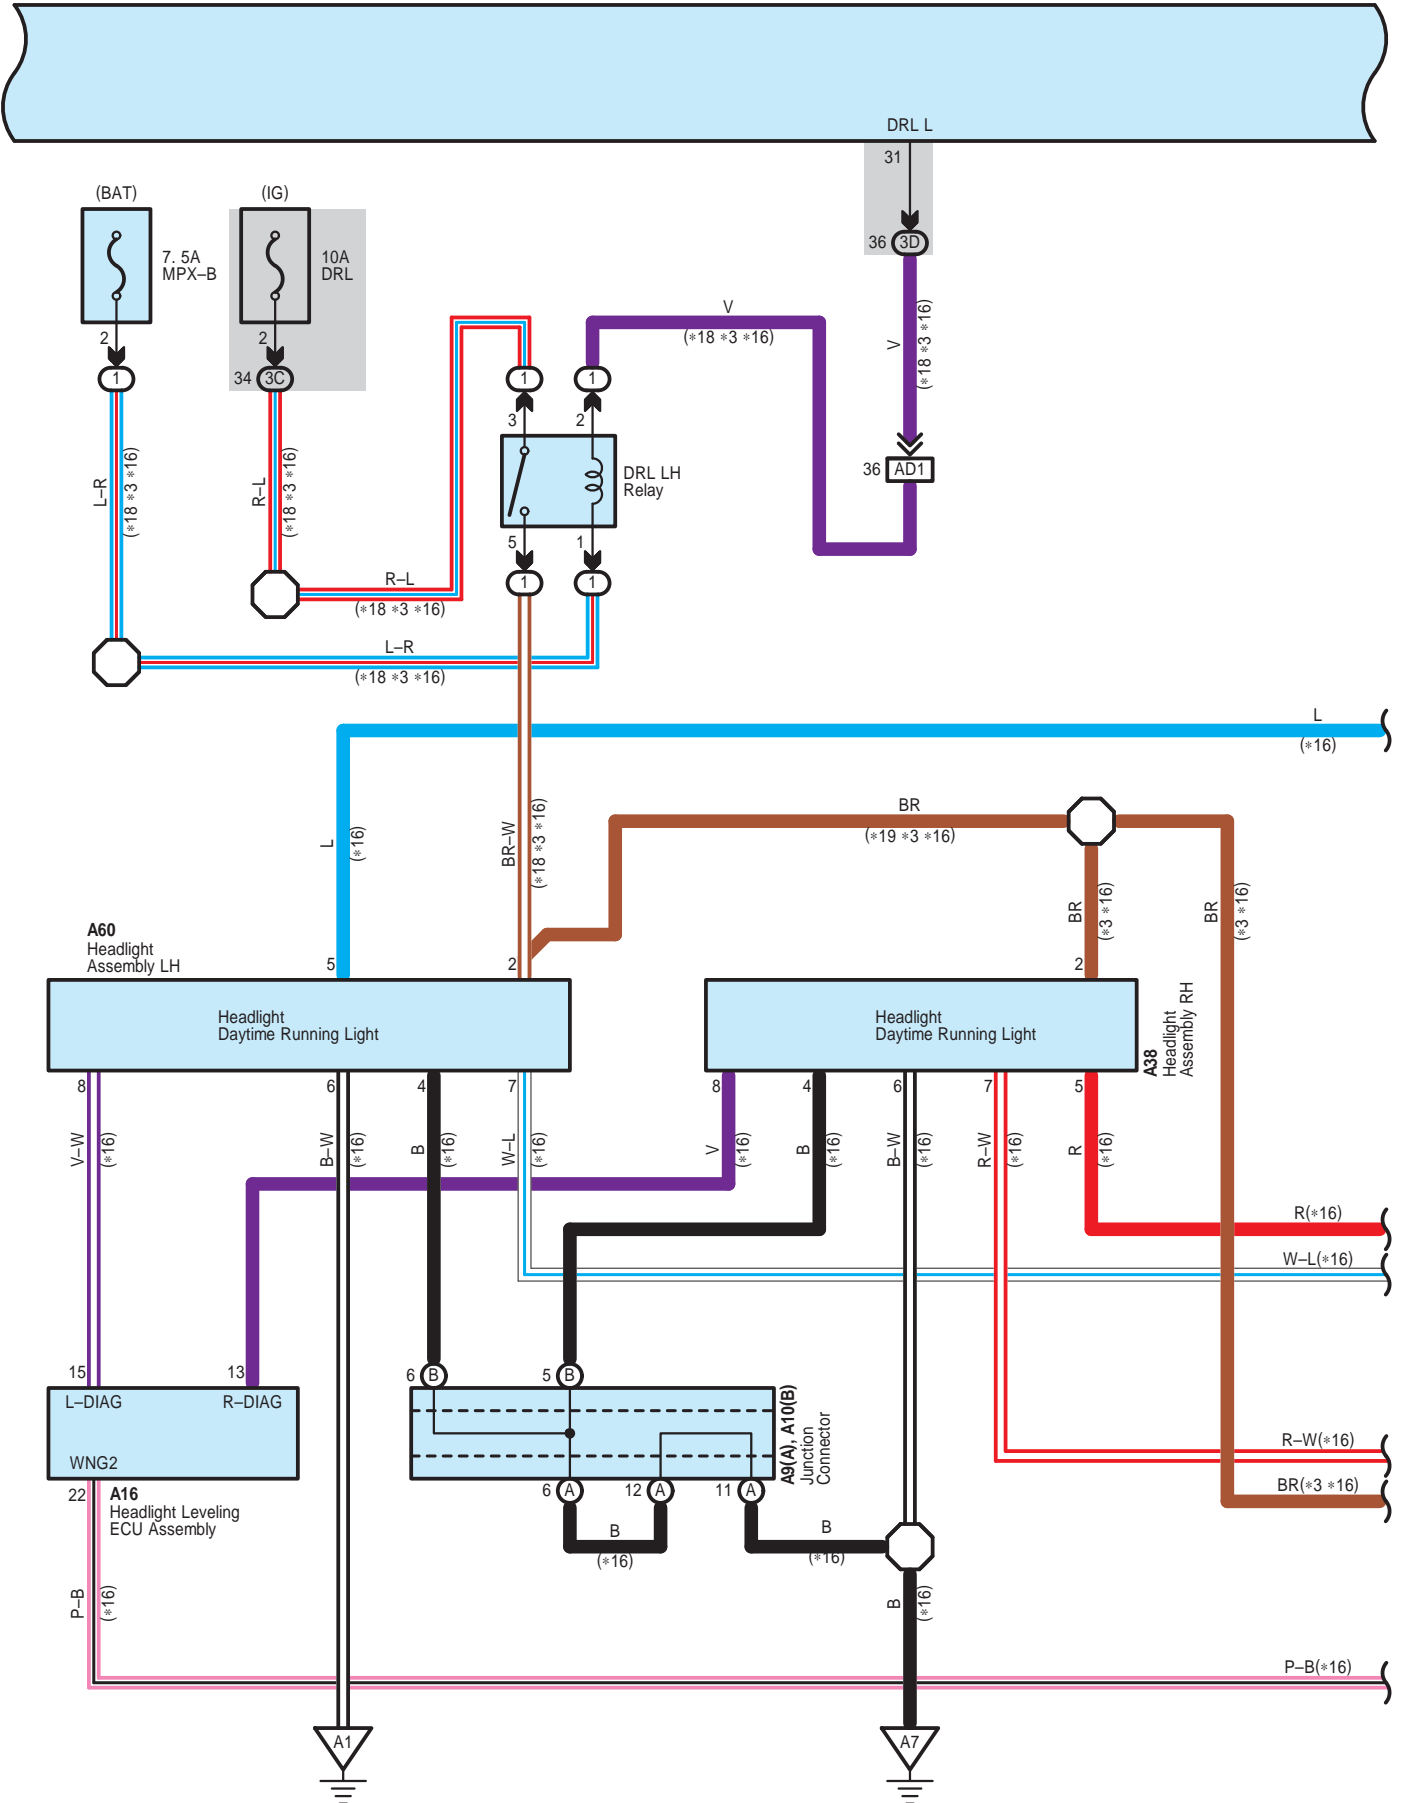 DRL L
31
36 3D
(BAT)
(IG)
7. 5A
MPX–B
10A
DRL
2
2
1
34 3C
L–R
(*18 *3 *16)
R–L
(*18 *3 *16)
V
(*18 *3 *16)
V
(*18 *3 *16)
1
1
3
2
DRL LH
Relay
36 AD1
5
1
1
1
R–L
(*18 *3 *16)
L–R
(*18 *3 *16)
L
(*16)
L
(*16)
BR–W
(*18 *3 *16)
BR
(*19 *3 *16)
BR
(*3 *16)
BR
(*3 *16)
A60
Headlight
Assembly LH
5
2
2
Headlight
Daytime Running Light
Headlight
Daytime Running Light
A38
Headlight
Assembly RH
8
6
4
7
8
4
6
7
5
V–W
(*16)
B–W
(*16)
B
(*16)
W–L
(*16)
V
(*16)
B
(*16)
B–W
(*16)
R–W
(*16)
R
(*16)
R(*16)
W–L(*16)
15
13
6 B
5 B
L–DIAG
R–DIAG
WNG2
22
A16
Headlight Leveling
ECU Assembly
A9(A), A10(B)
Junction
Connector
6 A
12 A
11 A
B
(*16)
B
(*16)
R–W(*16)
BR(*3 *16)
P–B
(*16)
B
(*16)
P–B(*16)
A1
A7